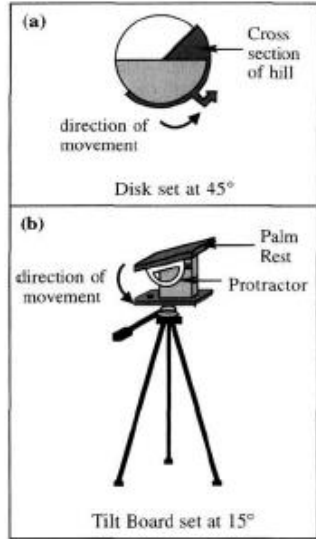 (a)
Cross
section
of hill
direction of
movement
Disk set at 45°
(b)
Palm
Rest
direction of
movement
Protractor
Tilt Board set at 15°